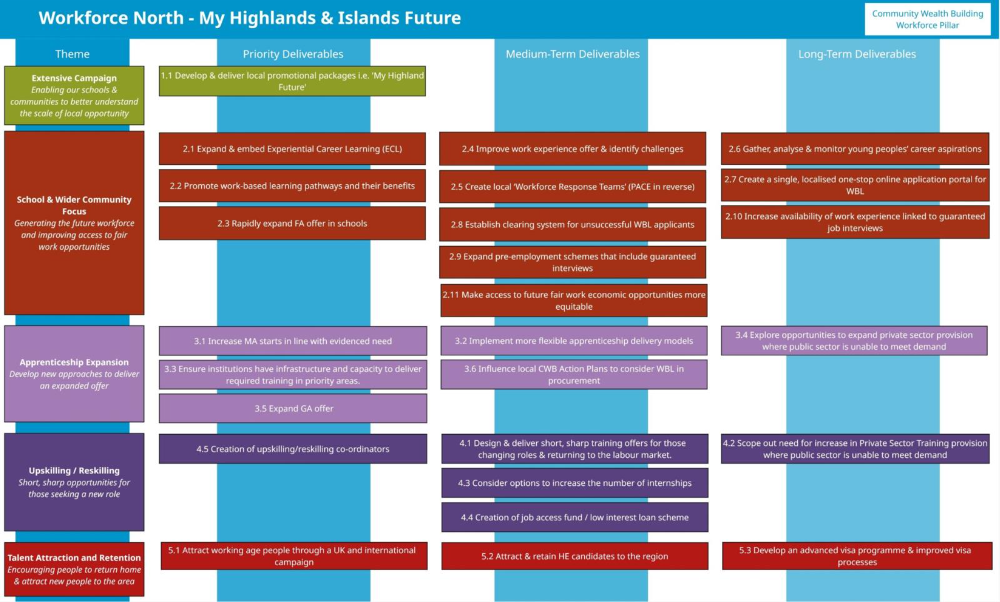 Workforce North - My Highlands & Islands Future
Community Wealth Building
Workforce Pillar
Theme
Priority Deliverables
Medium-Term Deliverables
Long-Term Deliverables
Extensive Campaign
Enabling our schools &
communities to better understand
the scale of local opportunity
1.1 Develop & deliver local promotional packages i.e. 'My Highland
Future'
School & Wider Community
Focus
Generating the future workforce
and improving access to fair
work opportunities
2.1 Expand & embed Experiential Career Learning (ECL)
2.2 Promote work-based learning pathways and their benefits
2.3 Rapidly expand FA offer in schools
2.4 Improve work experience offer & identify challenges
2.5 Create local ‘Workforce Response Teams’ (PACE in reverse)
2.8 Establish clearing system for unsuccessful WBL applicants
2.9 Expand pre-employment schemes that include guaranteed
interviews
2.11 Make access to future fair work economic opportunities more
equitable
2.6 Gather, analyse & monitor young peoples’ career aspirations
2.7 Create a single, localised one-stop online application portal for
WBL
2.10 Increase availability of work experience linked to guaranteed
job interviews
Apprenticeship Expansion
Develop new approaches to deliver
an expanded offer
3.1 Increase MA starts in line with evidenced need
3.3 Ensure institutions have infrastructure and capacity to deliver
required training in priority areas.
3.5 Expand GA offer
3.2 Implement more flexible apprenticeship delivery models
3.6 Influence local CWB Action Plans to consider WBL in
procurement
3.4 Explore opportunities to expand private sector provision
where public sector is unable to meet demand
Upskilling / Reskilling
Short, sharp opportunities for
those seeking a new role
4.5 Creation of upskilling/reskilling co-ordinators
4.1 Design & deliver short, sharp training offers for those
changing roles & returning to the labour market.
4.3 Consider options to increase the number of internships
4.4 Creation of job access fund / low interest loan scheme
4.2 Scope out need for increase in Private Sector Training provision
where public sector is unable to meet demand
Talent Attraction and Retention
Encouraging people to return home
& attract new people to the area
5.1 Attract working age people through a UK and international
campaign
5.2 Attract & retain HE candidates to the region
5.3 Develop an advanced visa programme & improved visa
processes